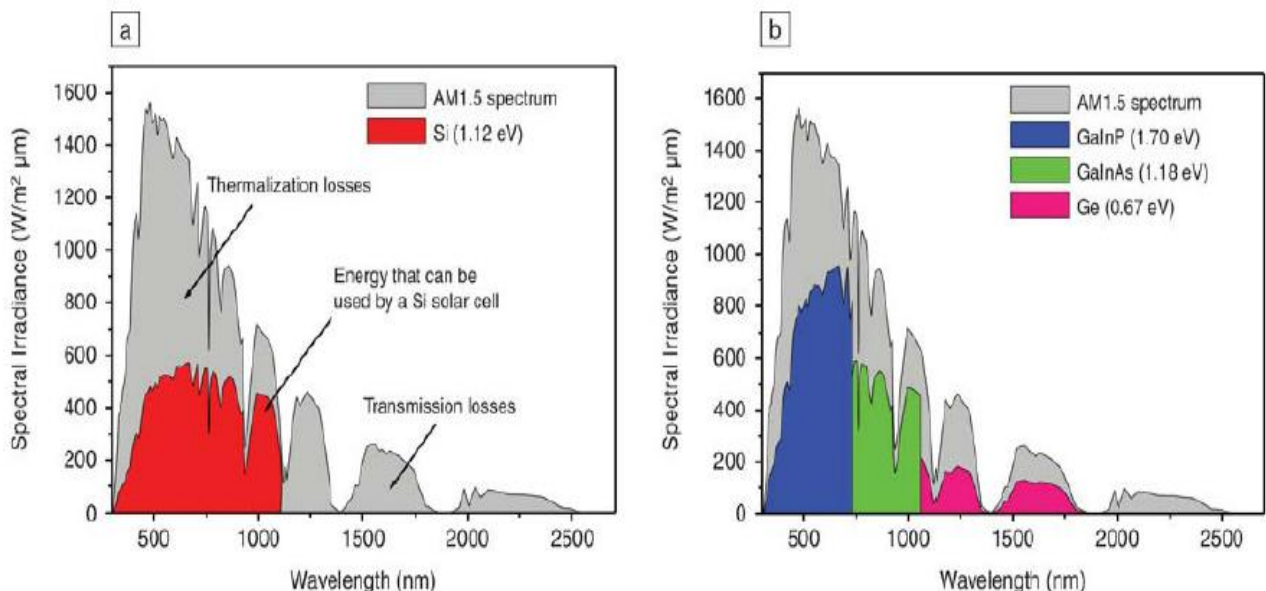 a
Spectral Irradiance (W/m² µm)
1600
1400
1200
1000
800
600
400
200
0
AM1.5 spectrum
Si (1.12 eV)
Thermalization losses
Energy that can be
used by a Si solar cell
Transmission losses
500 1000 1500 2000 2500
Wavelength (nm)
b
Spectral Irradiance (W/m² µm)
1600
1400
1200
1000
800
600
400
200
0
AM1.5 spectrum
GaInP (1.70 eV)
GaInAs (1.18 eV)
Ge (0.67 eV)
500 1000 1500 2000 2500
Wavelength (nm)